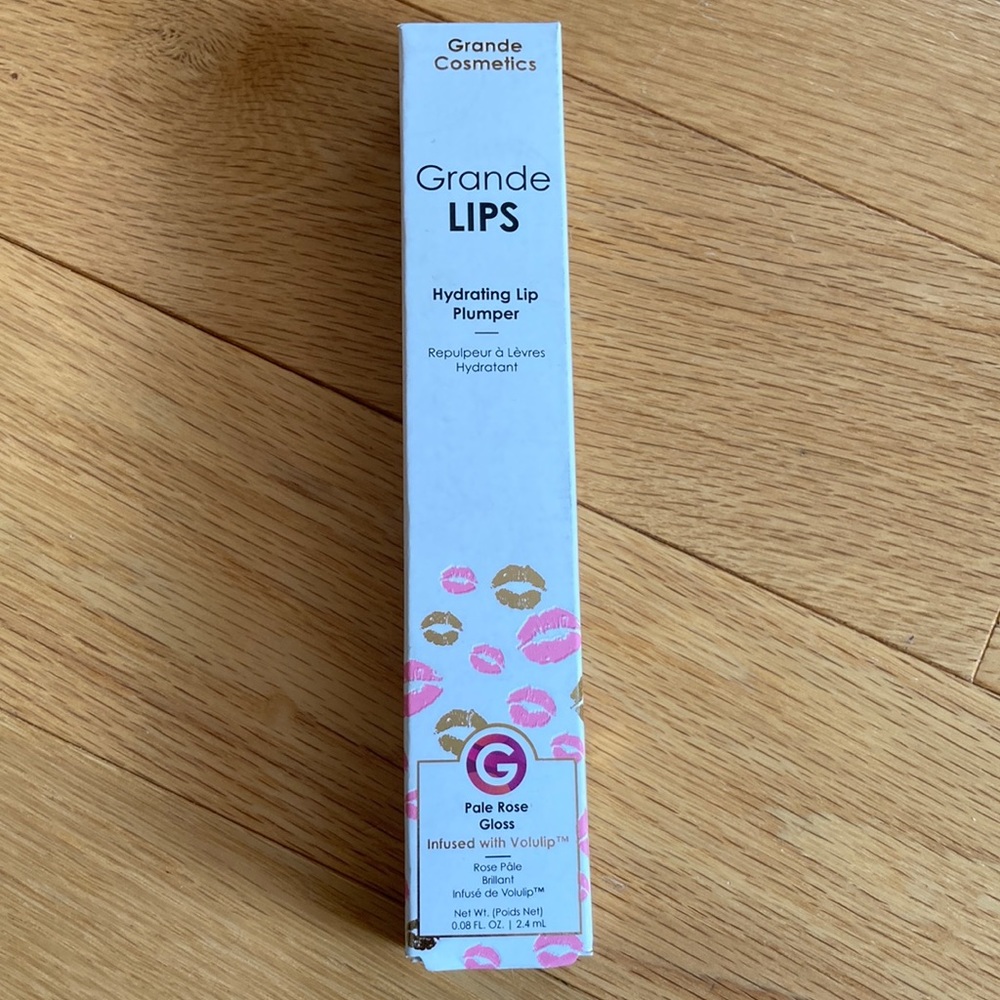 Grande
Cosmetics
Grande
LIPS
Hydrating Lip
Plumper
Repulpeur à Lèvres
Hydratant
G
Pale Rose
Gloss
Infused with Volulip™
Rose Pâle
Brillant
Infusé de Volulip™
Net Wt. (Poids Net)
0.08 FL. OZ. | 2.4 mL